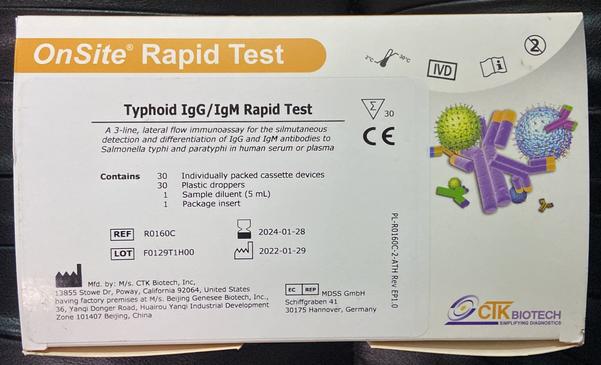 OnSite® Rapid Test
2°C 30°C
IVD
2
Typhoid IgG/IgM Rapid Test
Σ 30
CE
A 3-line, lateral flow immunoassay for the silmutaneous
detection and differentiation of IgG and IgM antibodies to
Salmonella typhi and paratyphi in human serum or plasma
Contains 30 Individually packed cassette devices
30 Plastic droppers
1 Sample diluent (5 mL)
1 Package insert
REF R0160C 2024-01-28
LOT F0129T1H00 2022-01-29
PL-R0160C-2-ATH Rev EP1.0
Mfd. by: M/s. CTK Biotech, Inc,
13855 Stowe Dr, Poway, California 92064, United States
having factory premises at M/s. Beijing Genesee Biotech, Inc.,
36, Yanqi Donger Road, Huairou Yanqi Industrial Development
Zone 101407 Beijing, China
EC REP MDSS GmbH
Schiffgraben 41
30175 Hannover, Germany
CTK BIOTECH
SIMPLIFYING DIAGNOSTICS